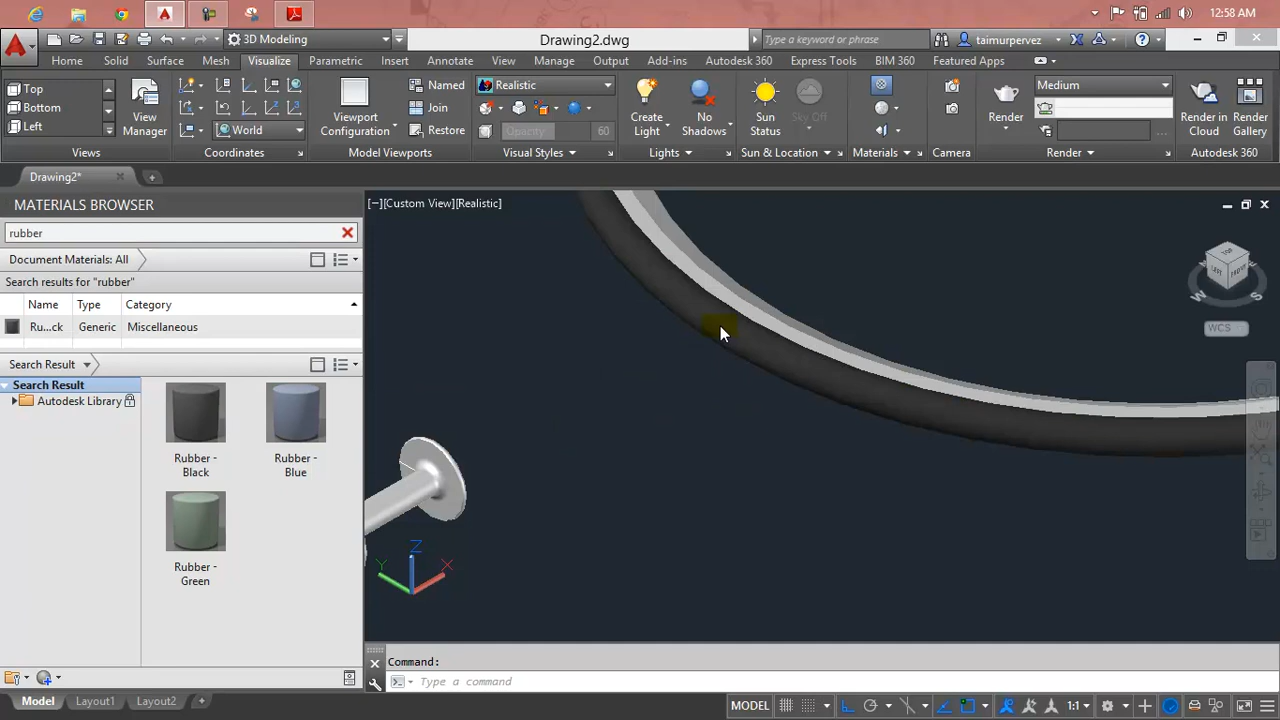 12:58 AM
3D Modeling
Drawing2.dwg
Type a keyword or phrase
taimurpervez
Home Solid Surface Mesh Visualize Parametric Insert Annotate View Manage Output Add-ins Autodesk 360 Express Tools BIM 360 Featured Apps
Top
Bottom
Left
View Manager
World
Viewport Configuration
Named
Join
Restore
Realistic
Opacity 60
Create Light
No Shadows
Sun Status
Sky Off
Medium
Render
Render in Cloud
Render Gallery
Views Coordinates Model Viewports Visual Styles Lights Sun & Location Materials Camera Render Autodesk 360
Drawing2*
MATERIALS BROWSER
rubber
Document Materials: All
Search results for "rubber"
Name Type Category
Ru...ck Generic Miscellaneous
Search Result
Search Result
Autodesk Library
Rubber - Black
Rubber - Blue
Rubber - Green
[−][Custom View][Realistic]
TOP
LEFT
FRONT
W
S
WCS
Z
Y
X
Command:
Type a command
Model Layout1 Layout2
MODEL
1:1